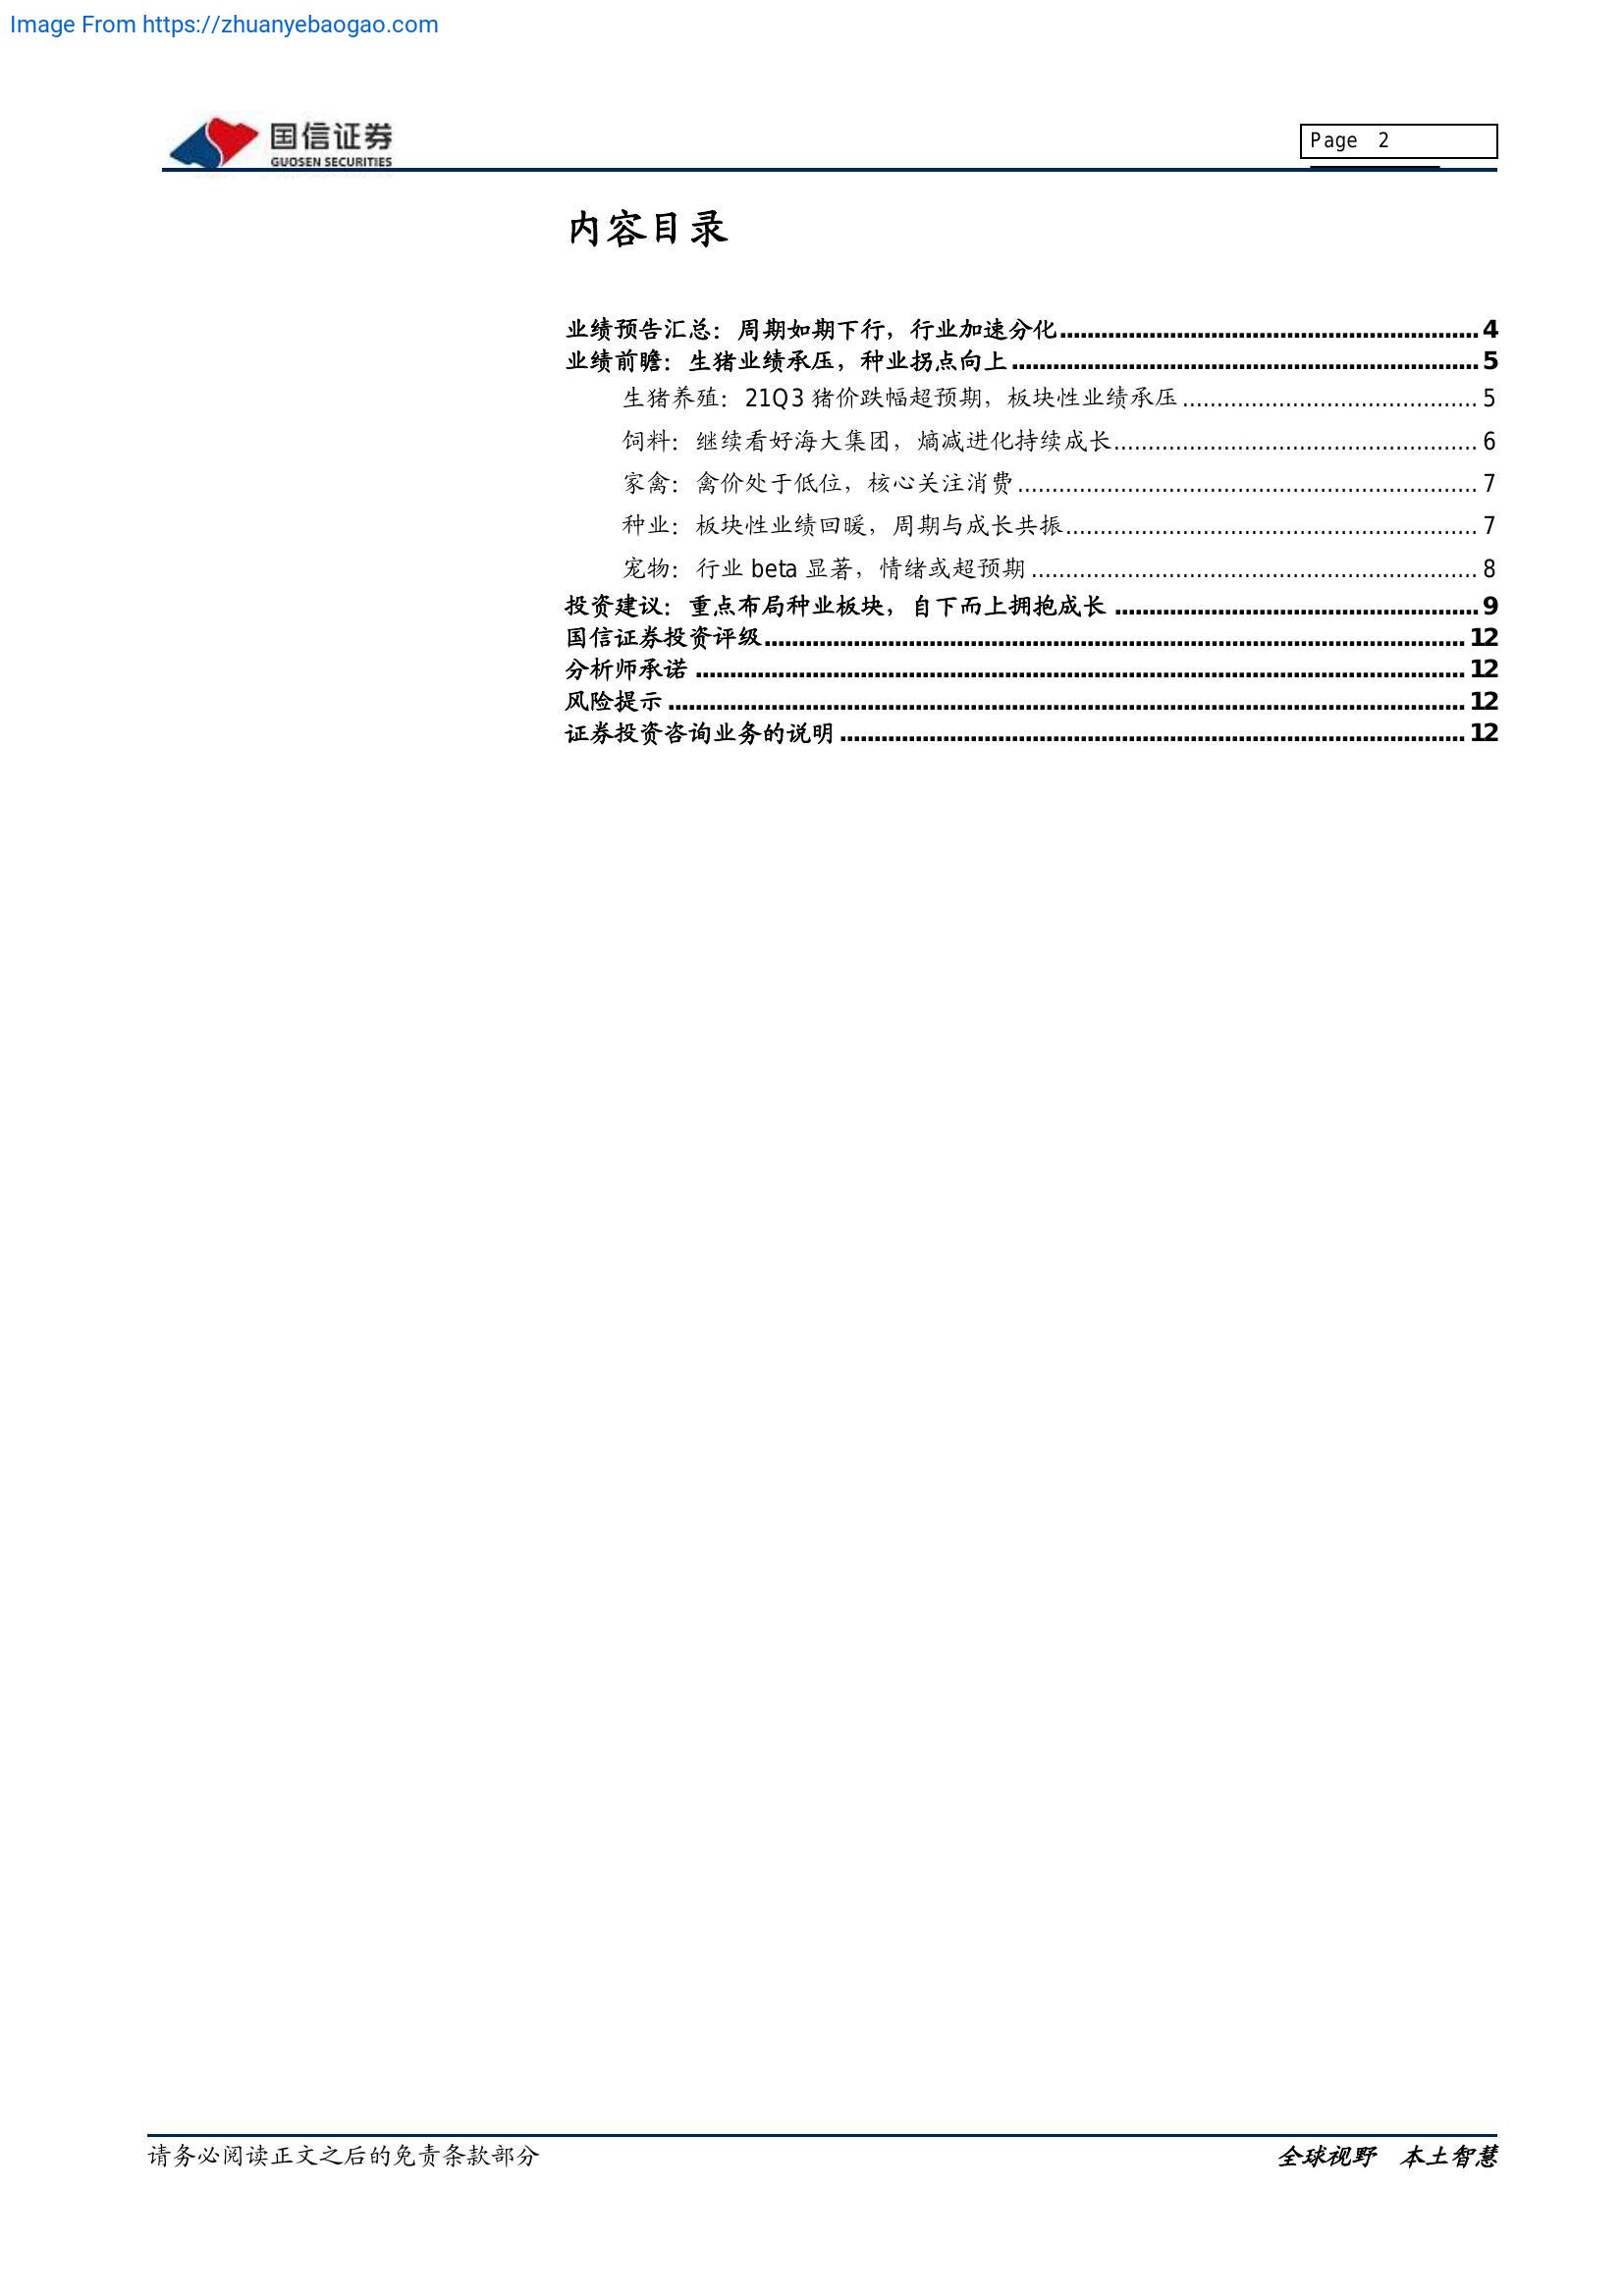 Image From https://zhuanyebaogao.com
国信证券
GUOSEN SECURITIES
Page 2
内容目录
业绩预告汇总：周期如期下行，行业加速分化........................................................4
业绩前瞻：生猪业绩承压，种业拐点向上........................................................5
生猪养殖：21Q3 猪价跌幅超预期，板块性业绩承压........................................................5
饲料：继续看好海大集团，熵减进化持续成长........................................................6
家禽：禽价处于低位，核心关注消费........................................................7
种业：板块性业绩回暖，周期与成长共振........................................................7
宠物：行业 beta 显著，情绪或超预期........................................................8
投资建议：重点布局种业板块，自下而上拥抱成长........................................................9
国信证券投资评级........................................................12
分析师承诺........................................................12
风险提示........................................................12
证券投资咨询业务的说明........................................................12
请务必阅读正文之后的免责条款部分
全球视野 本土智慧